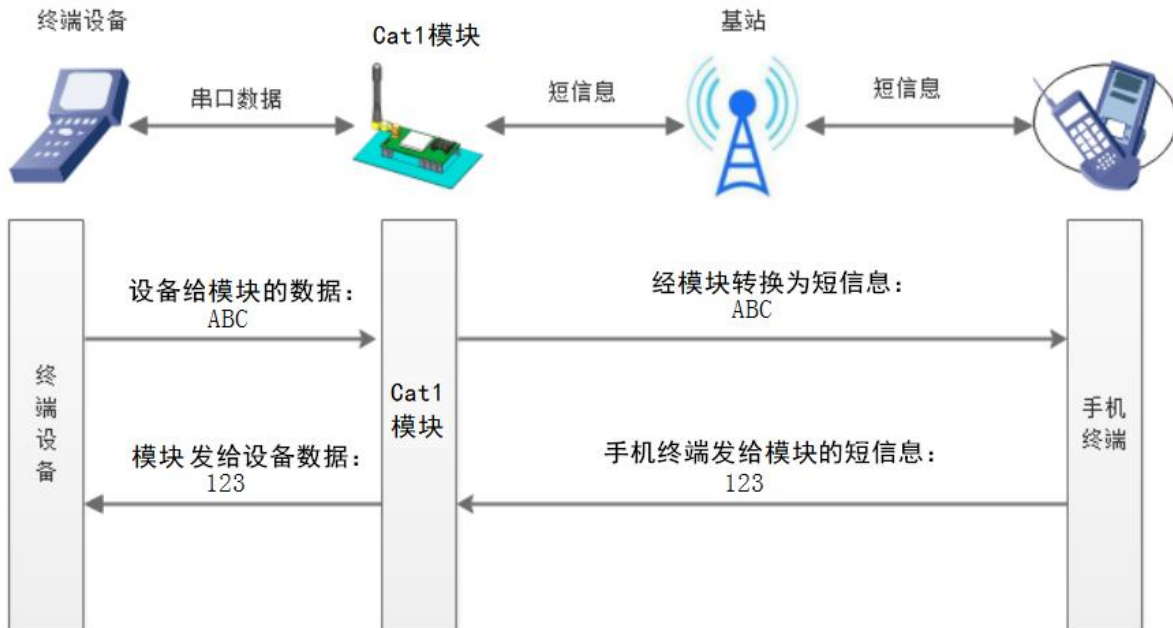 终端设备
Cat1模块
基站
串口数据
短信息
短信息
设备给模块的数据：
ABC
经模块转换为短信息：
ABC
终端设备
Cat1
模块
手机
终端
模块发给设备数据：
123
手机终端发给模块的短信息：
123